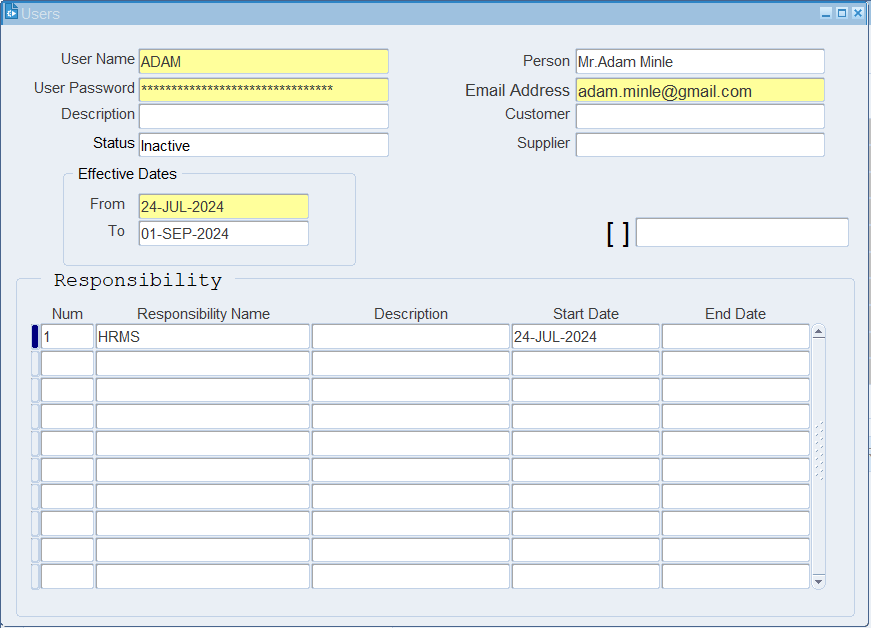 Users
User Name ADAM Person Mr.Adam Minle
User Password ******************************** Email Address adam.minle@gmail.com
Description Customer
Status Inactive Supplier
Effective Dates
From 24-JUL-2024
To 01-SEP-2024 [ ]
Responsibility
Num Responsibility Name Description Start Date End Date
1 HRMS 24-JUL-2024